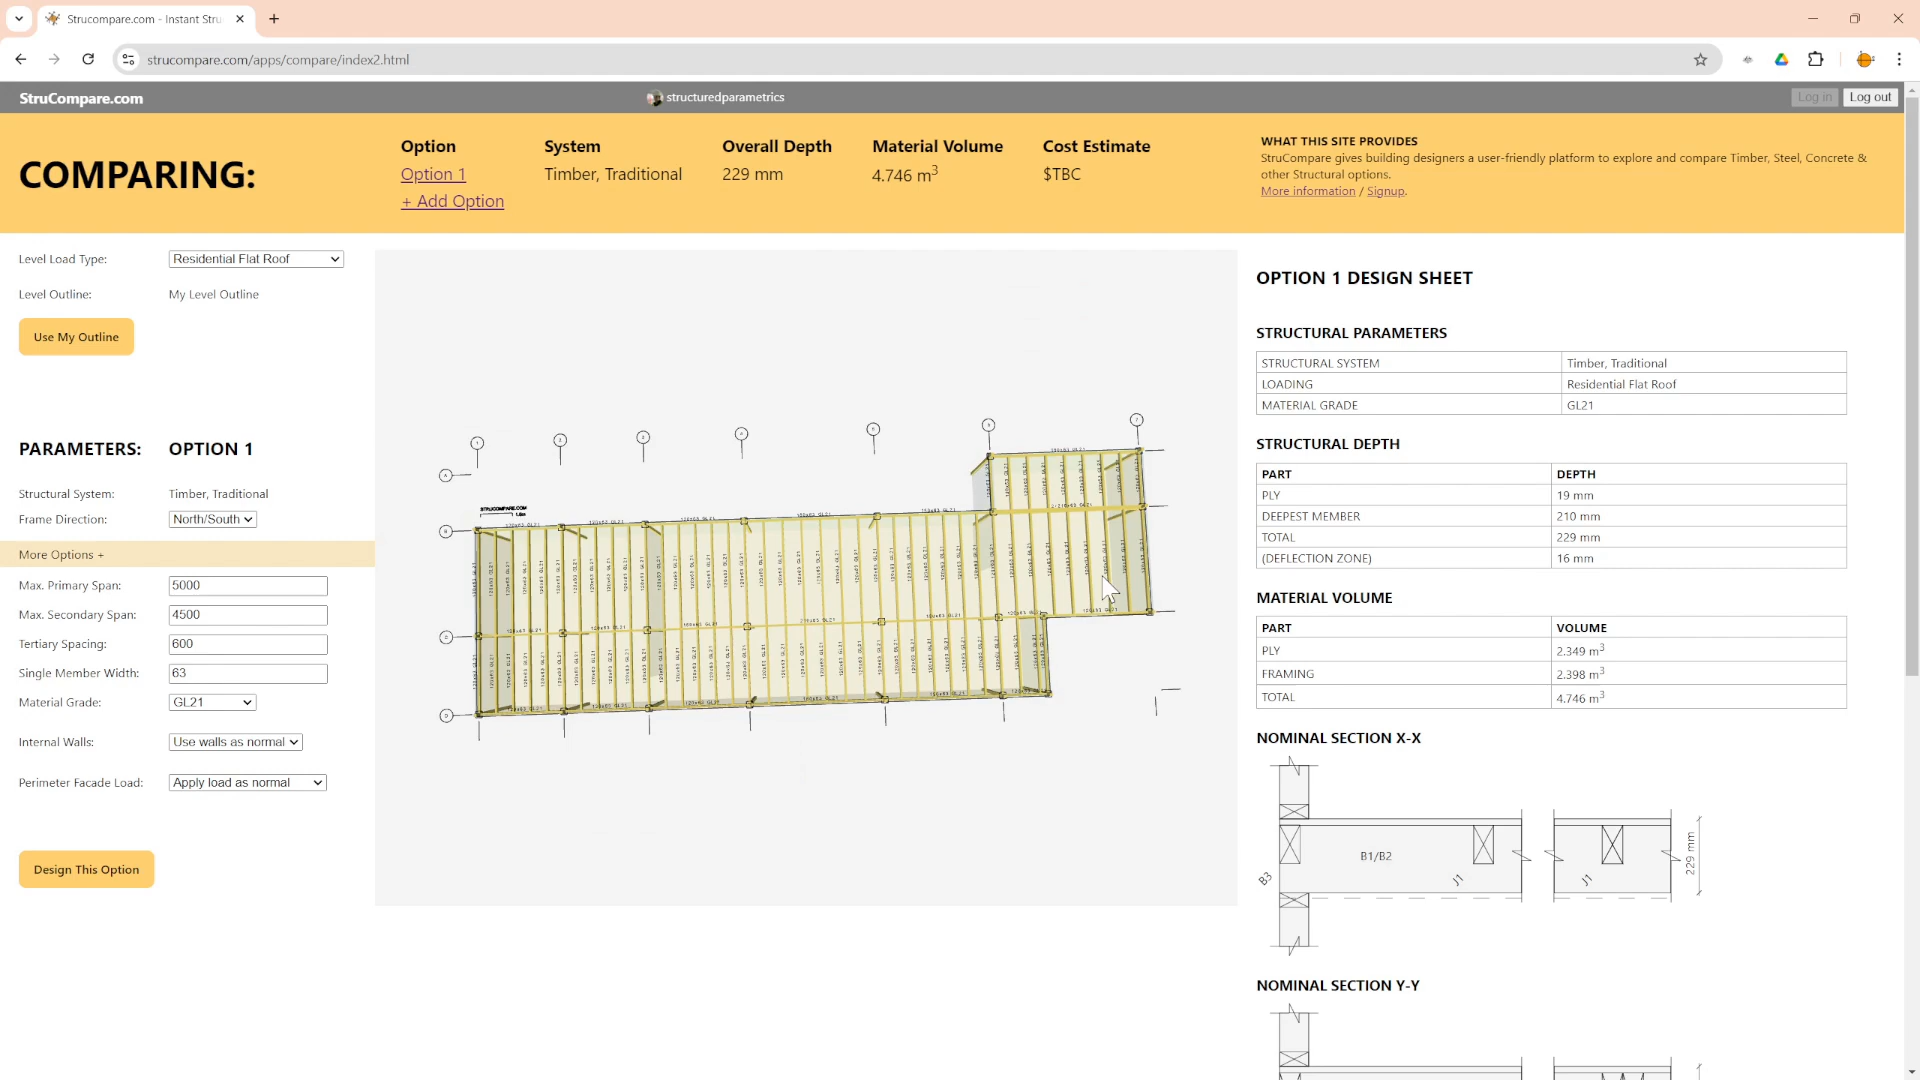 Strucompare.com - Instant Stru
strucompare.com/apps/compare/index2.html
StruCompare.com
structuredparametrics
Log in
Log out
COMPARING:
Option
System
Overall Depth
Material Volume
Cost Estimate
Option 1
Timber, Traditional
229 mm
4.746 m³
$TBC
+ Add Option
WHAT THIS SITE PROVIDES
StruCompare gives building designers a user-friendly platform to explore and compare Timber, Steel, Concrete &
other Structural options.
More information / Signup.
Level Load Type:
Residential Flat Roof
Level Outline:
My Level Outline
Use My Outline
PARAMETERS:
OPTION 1
Structural System:
Timber, Traditional
Frame Direction:
North/South
More Options +
Max. Primary Span:
5000
Max. Secondary Span:
4500
Tertiary Spacing:
600
Single Member Width:
63
Material Grade:
GL21
Internal Walls:
Use walls as normal
Perimeter Facade Load:
Apply load as normal
Design This Option
STRUCOMPARE.COM
OPTION 1 DESIGN SHEET
STRUCTURAL PARAMETERS
STRUCTURAL SYSTEM
Timber, Traditional
LOADING
Residential Flat Roof
MATERIAL GRADE
GL21
STRUCTURAL DEPTH
PART
DEPTH
PLY
19 mm
DEEPEST MEMBER
210 mm
TOTAL
229 mm
(DEFLECTION ZONE)
16 mm
MATERIAL VOLUME
PART
VOLUME
PLY
2.349 m³
FRAMING
2.398 m³
TOTAL
4.746 m³
NOMINAL SECTION X-X
B1/B2
B3
J1
J1
229 mm
NOMINAL SECTION Y-Y